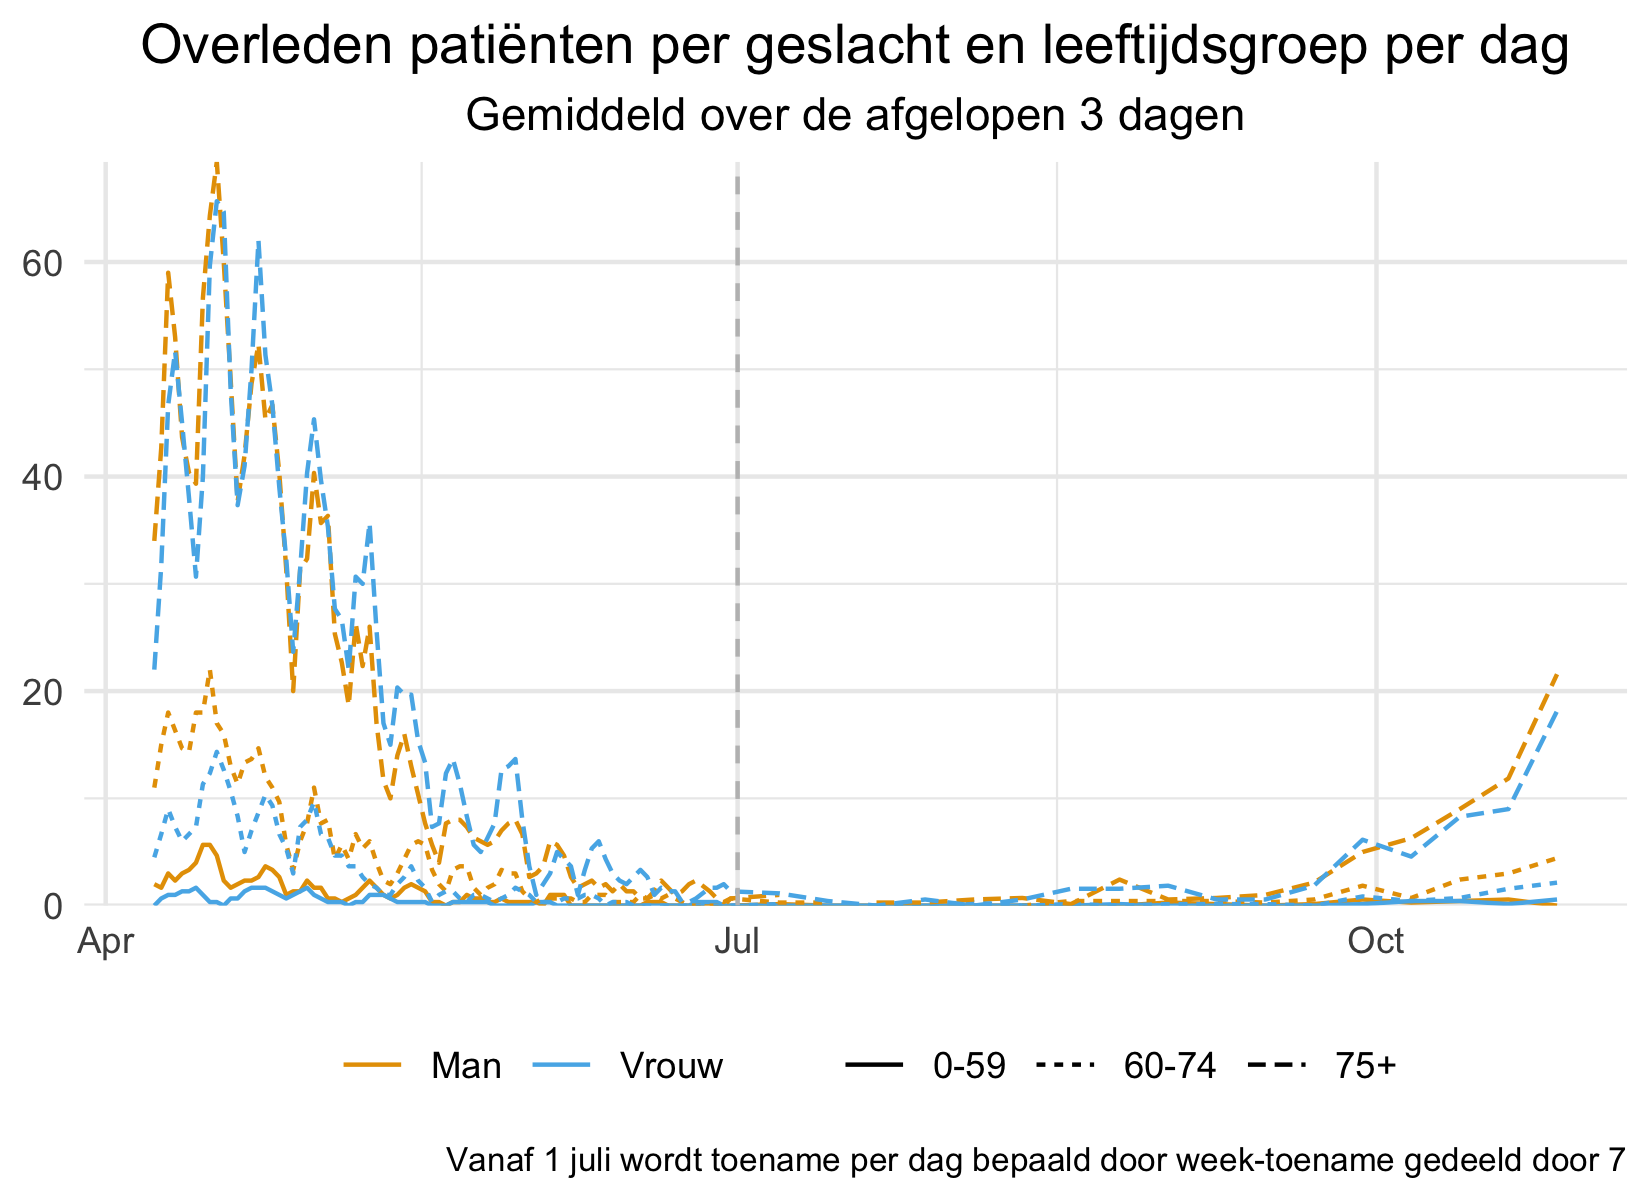 Overleden patiënten per geslacht en leeftijdsgroep per dag
Gemiddeld over de afgelopen 3 dagen
60
40
20
0
Apr Jul Oct
Man Vrouw 0-59 60-74 75+
Vanaf 1 juli wordt toename per dag bepaald door week-toename gedeeld door 7